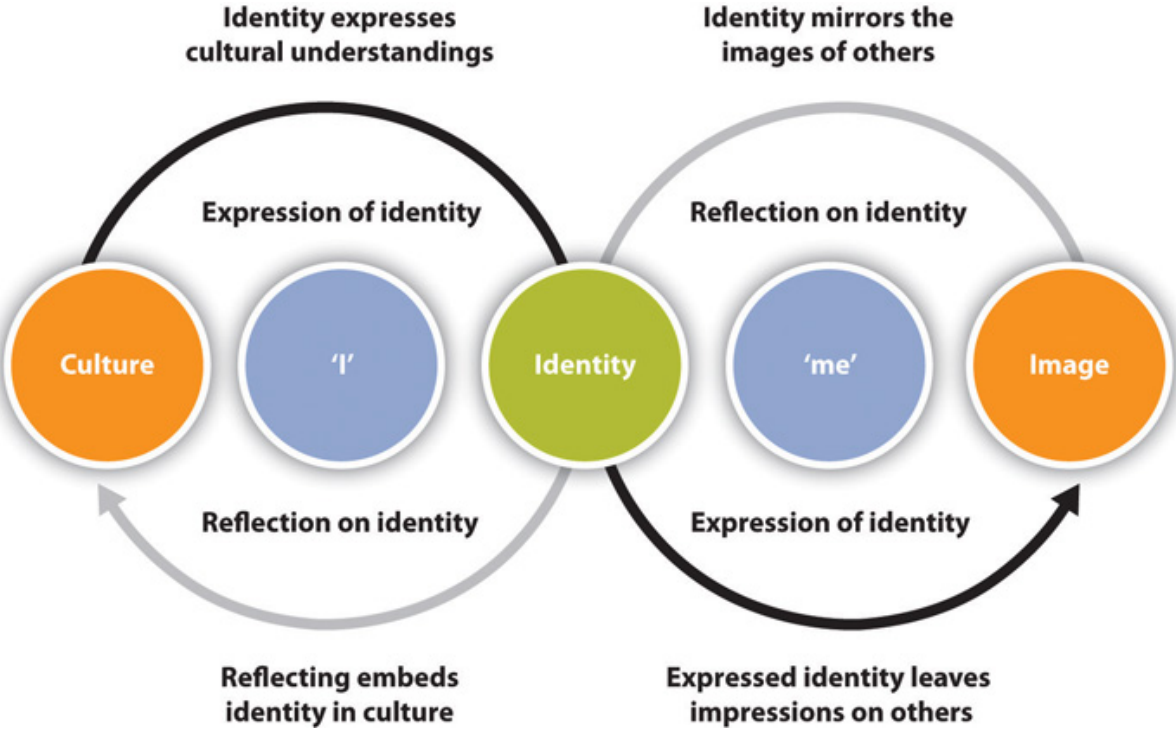 Identity expresses
cultural understandings
Identity mirrors the
images of others
Expression of identity
Reflection on identity
Culture
‘I’
Identity
‘me’
Image
Reflection on identity
Expression of identity
Reflecting embeds
identity in culture
Expressed identity leaves
impressions on others